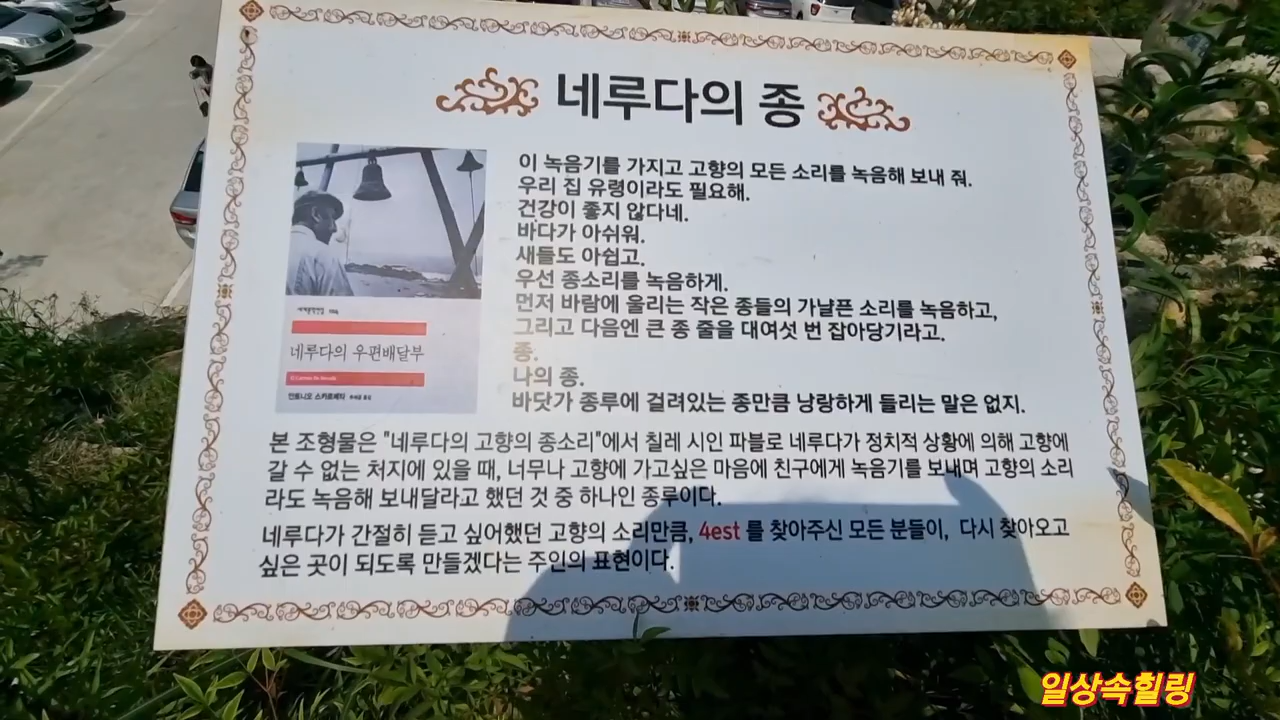 네루다의 종
이 녹음기를 가지고 고향의 모든 소리를 녹음해 보내 줘.
우리 집 유령이라도 필요해.
건강이 좋지 않다네.
바다가 아쉬워.
새들도 아쉽고.
우선 종소리를 녹음하게.
먼저 바람에 울리는 작은 종들의 가냘픈 소리를 녹음하고,
그리고 다음엔 큰 종 줄을 대여섯 번 잡아당기라고.
종.
나의 종.
바닷가 종루에 걸려있는 종만큼 낭랑하게 들리는 말은 없지.
세계문학전집
네루다의 우편배달부
안토니오 스카르메타
본 조형물은 "네루다의 고향의 종소리"에서 칠레 시인 파블로 네루다가 정치적 상황에 의해 고향에
갈 수 없는 처지에 있을 때, 너무나 고향에 가고싶은 마음에 친구에게 녹음기를 보내며 고향의 소리
라도 녹음해 보내달라고 했던 것 중 하나인 종루이다.
네루다가 간절히 듣고 싶어했던 고향의 소리만큼, 4est 를 찾아주신 모든 분들이, 다시 찾아오고
싶은 곳이 되도록 만들겠다는 주인의 표현이다.
일상속힐링